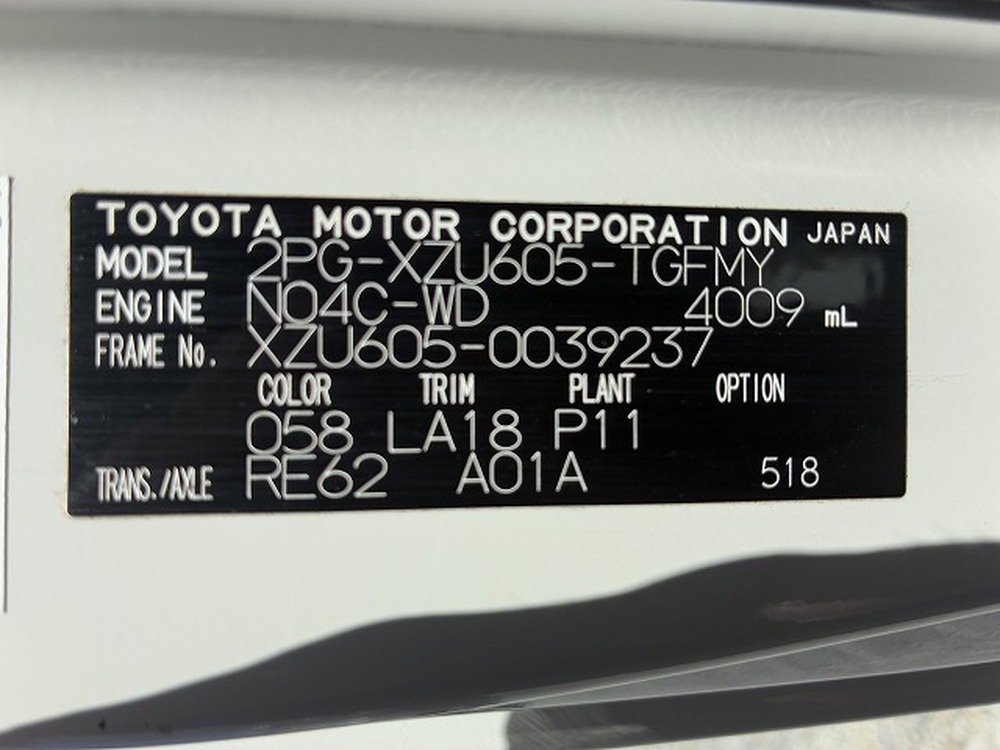 TOYOTA MOTOR CORPORATION JAPAN
MODEL 2PG-XZU605-TGFMY
ENGINE N04C-WD 4009 mL
FRAME No. XZU605-0039237
COLOR TRIM PLANT OPTION
058 LA18 P11
TRANS./AXLE RE62 A01A 518